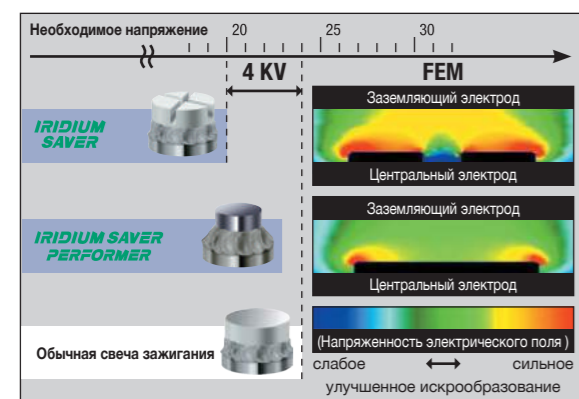 Необходимое напряжение
20 25 30
4 KV
FEM
Заземляющий электрод
IRIDIUM
SAVER
Центральный электрод
Заземляющий электрод
IRIDIUM SAVER
PERFORMER
Центральный электрод
Обычная свеча зажигания
(Напряженность электрического поля )
слабое сильное
улучшенное искрообразование